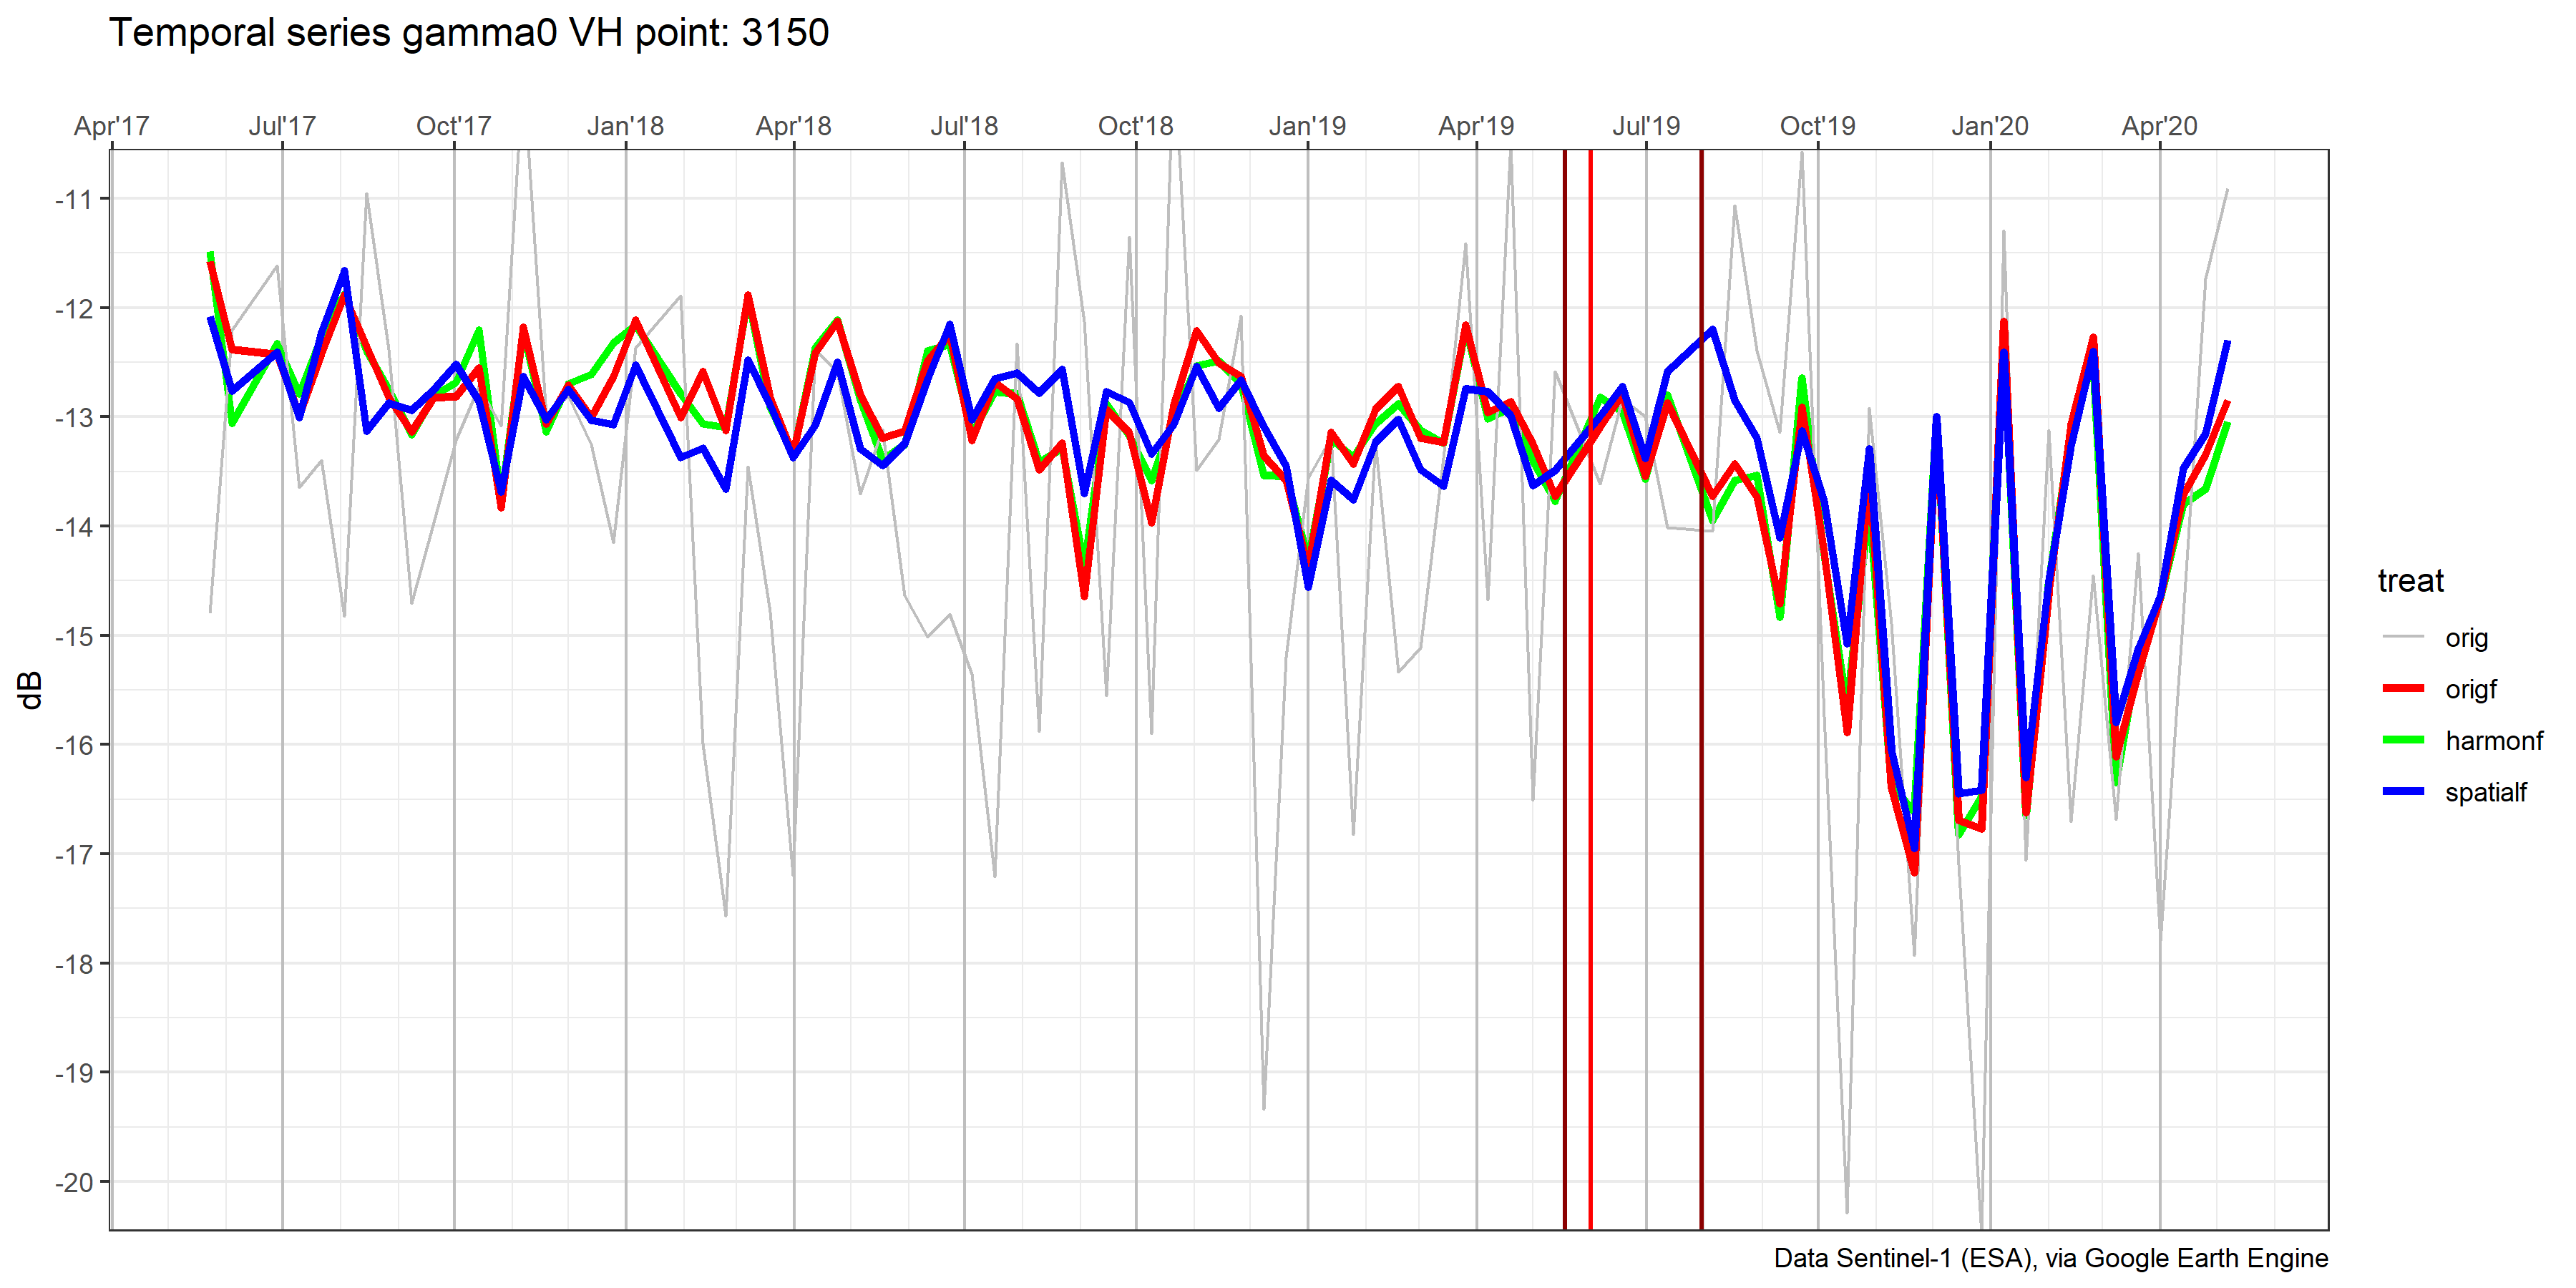 Temporal series gamma0 VH point: 3150
Apr'17 Jul'17 Oct'17 Jan'18 Apr'18 Jul'18 Oct'18 Jan'19 Apr'19 Jul'19 Oct'19 Jan'20 Apr'20
-11
-12
-13
-14
-15
-16
-17
-18
-19
-20
dB
treat
orig
origf
harmonf
spatialf
Data Sentinel-1 (ESA), via Google Earth Engine